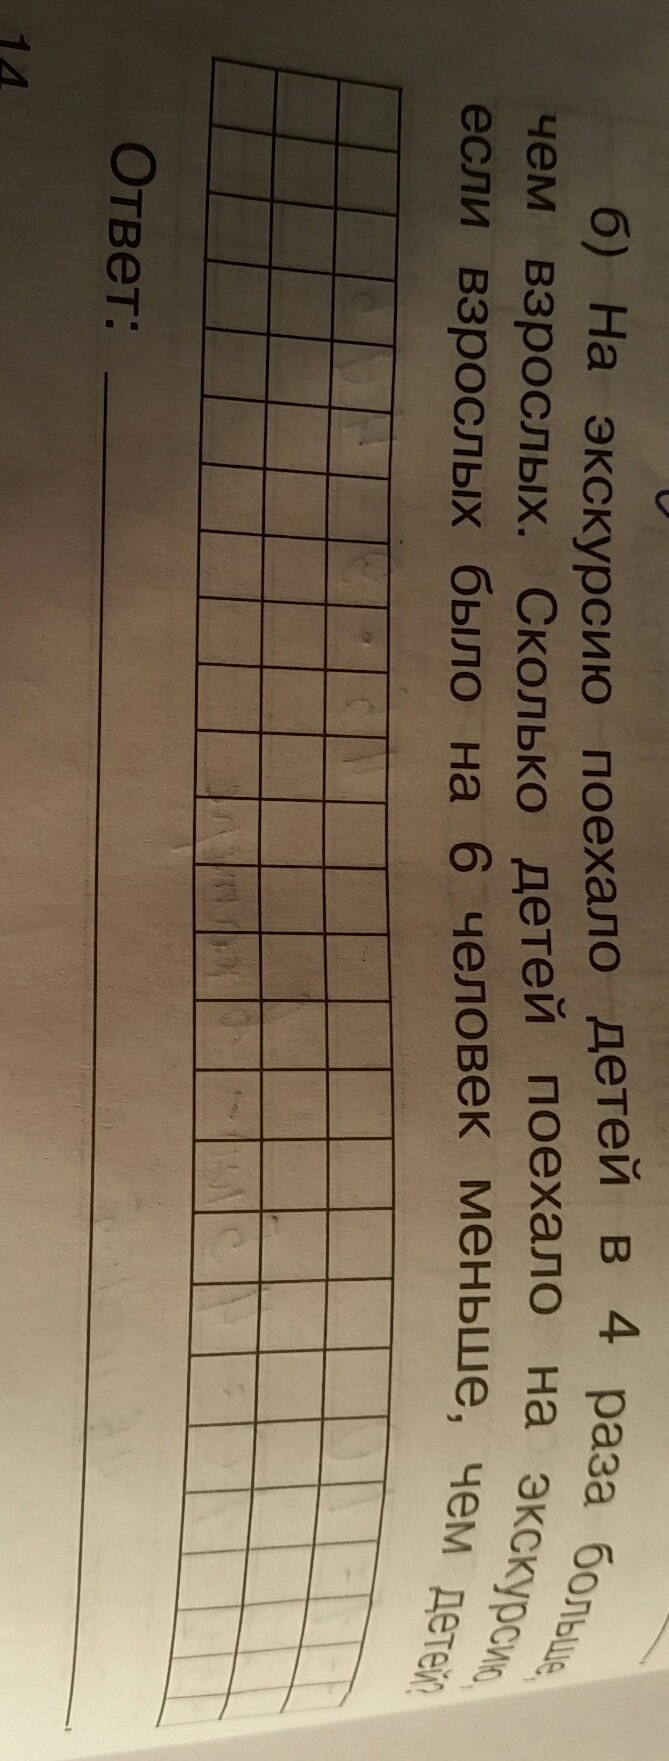 б) На экскурсию поехало детей в 4 раза больше,
чем взрослых. Сколько детей поехало на экскурсию,
если взрослых было на 6 человек меньше, чем детей?
Ответ:
14